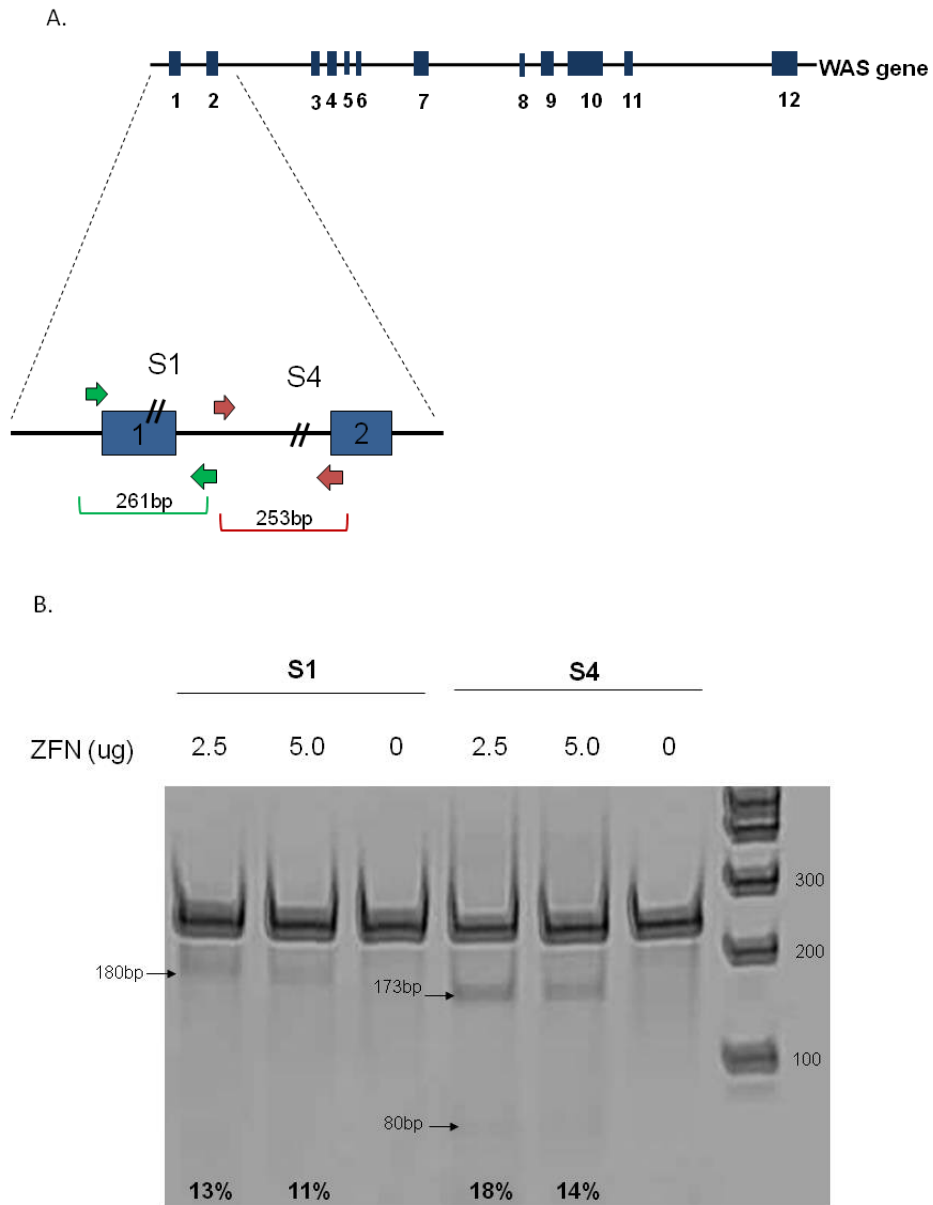 A.
WAS gene
1 2 3 4 5 6 7 8 9 10 11 12
S1
S4
1 2
261bp
253bp
B.
S1 S4
ZFN (ug) 2.5 5.0 0 2.5 5.0 0
300
200
180bp
173bp
100
80bp
13% 11% 18% 14%